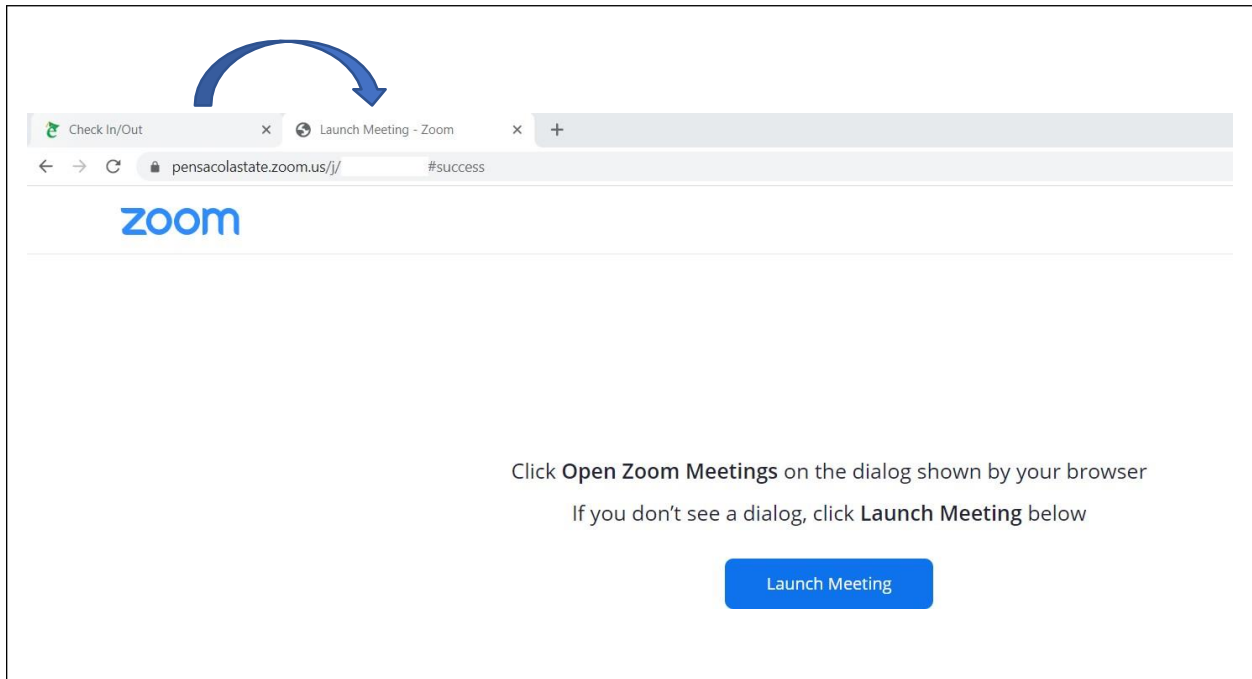 Check In/Out Launch Meeting - Zoom
pensacolastate.zoom.us/j/ #success
zoom
Click Open Zoom Meetings on the dialog shown by your browser
If you don't see a dialog, click Launch Meeting below
Launch Meeting